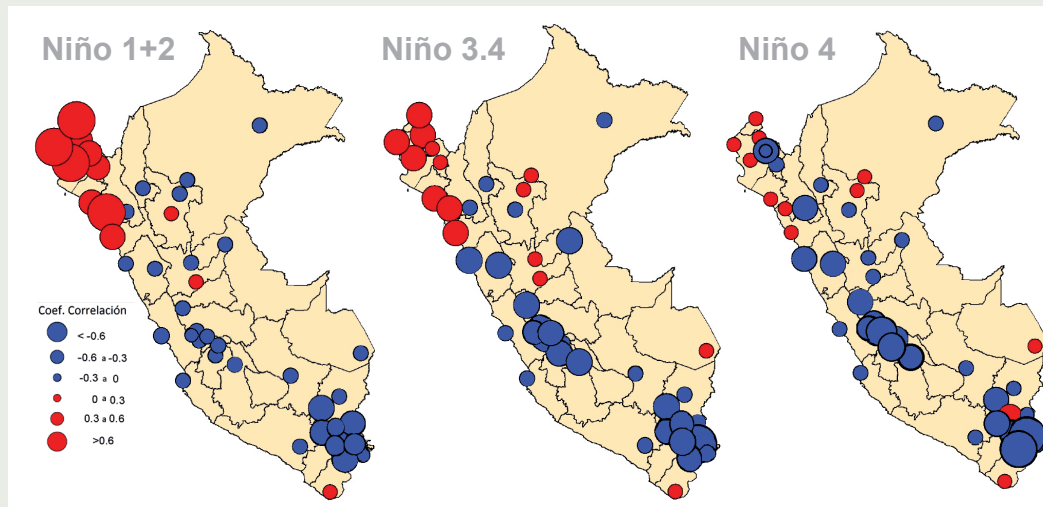 Niño 1+2
Niño 3.4
Niño 4
Coef. Correlación
< -0.6
-0.6 a -0.3
-0.3 a 0
0 a 0.3
0.3 a 0.6
>0.6